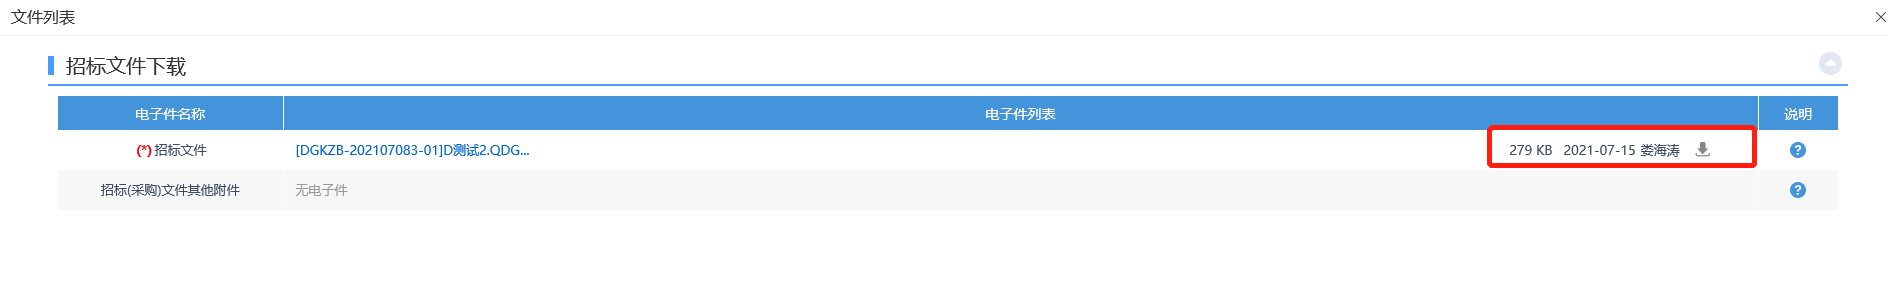 文件列表
招标文件下载
电子件名称 电子件列表 说明
(*) 招标文件 [DGKZB-202107083-01]D测试2.QDG... 279 KB 2021-07-15 娄海涛
招标(采购)文件其他附件 无电子件